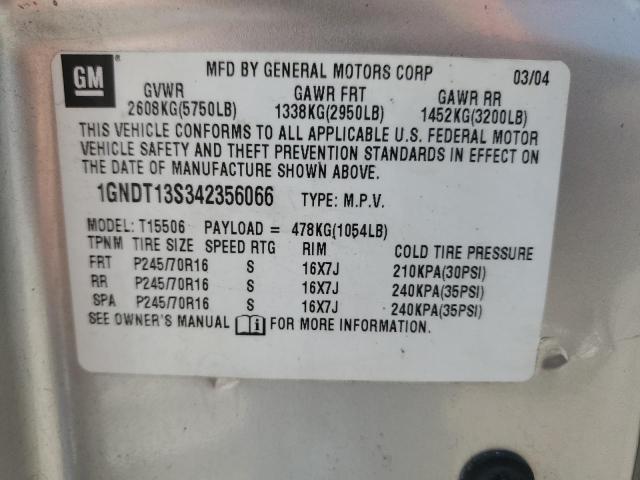 GM MFD BY GENERAL MOTORS CORP 03/04
GVWR GAWR FRT GAWR RR
2608KG(5750LB) 1338KG(2950LB) 1452KG(3200LB)
THIS VEHICLE CONFORMS TO ALL APPLICABLE U.S. FEDERAL MOTOR
VEHICLE SAFETY AND THEFT PREVENTION STANDARDS IN EFFECT ON
THE DATE OF MANUFACTURE SHOWN ABOVE.
1GNDT13S342356066 TYPE: M.P.V.
MODEL: T15506 PAYLOAD = 478KG(1054LB)
TPNM TIRE SIZE SPEED RTG RIM COLD TIRE PRESSURE
FRT P245/70R16 S 16X7J 210KPA(30PSI)
RR P245/70R16 S 16X7J 240KPA(35PSI)
SPA P245/70R16 S 16X7J 240KPA(35PSI)
SEE OWNER'S MANUAL i FOR MORE INFORMATION.